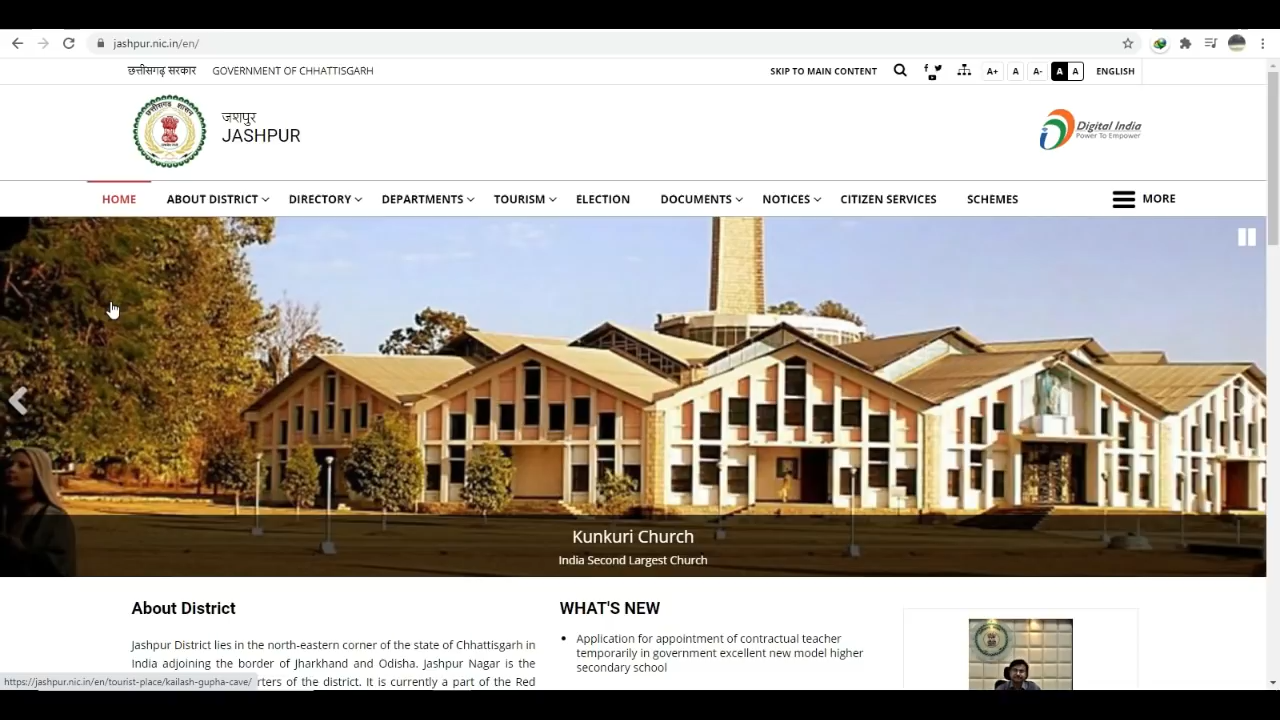 jashpur.nic.in/en/
छत्तीसगढ़ सरकार GOVERNMENT OF CHHATTISGARH
SKIP TO MAIN CONTENT A+ A A- A A ENGLISH
जशपुर
JASHPUR
Digital India
Power To Empower
HOME ABOUT DISTRICT DIRECTORY DEPARTMENTS TOURISM ELECTION DOCUMENTS NOTICES CITIZEN SERVICES SCHEMES MORE
Kunkuri Church
India Second Largest Church
About District
Jashpur District lies in the north-eastern corner of the state of Chhattisgarh in
India adjoining the border of Jharkhand and Odisha. Jashpur Nagar is the
rters of the district. It is currently a part of the Red
WHAT'S NEW
Application for appointment of contractual teacher
temporarily in government excellent new model higher
secondary school
https://jashpur.nic.in/en/tourist-place/kailash-gupha-cave/